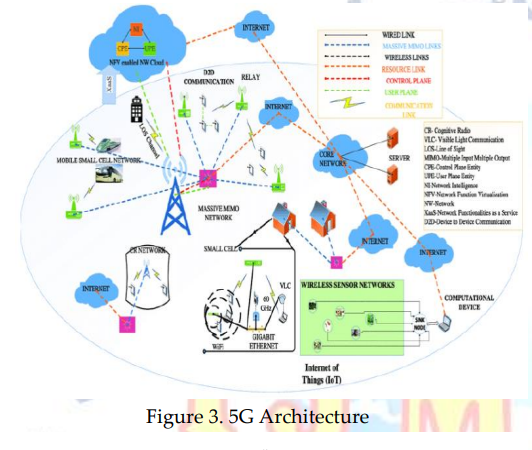 NE
CPE
UPE
NFV enabled NW Cloud
XaaS
INTERNET
D2D
COMMUNICATION
RELAY
LOS Channel
INTERNET
MOBILE SMALL CELL NETWORK
MASSIVE MIMO
NETWORK
CORE
NETWORK
SERVER
WIRED LINK
MASSIVE MIMO LINKS
WIRELESS LINKS
RESOURCE LINK
CONTROL PLANE
USER PLANE
COMMUNICATION
LINK
CR- Cognitive Radio
VLC- Visible Light Communication
LOS-Line of Sight
MIMO-Multiple Input Multiple Output
CPE-Control Plane Entity
UPE-User Plane Entity
NI Network Intelligence
NFV-Network Function Virtualization
NW-Network
XaaS-Network Functionalities as a Service
D2D-Device to Device Communication
CR NETWORK
SMALL CELL
INTERNET
INTERNET
INTERNET
VLC
60
GHz
WiFi
GIGABIT
ETHERNET
WIRELESS SENSOR NETWORKS
SINK
NODE
COMPUTATIONAL
DEVICE
Internet of
Things (IoT)
Figure 3. 5G Architecture